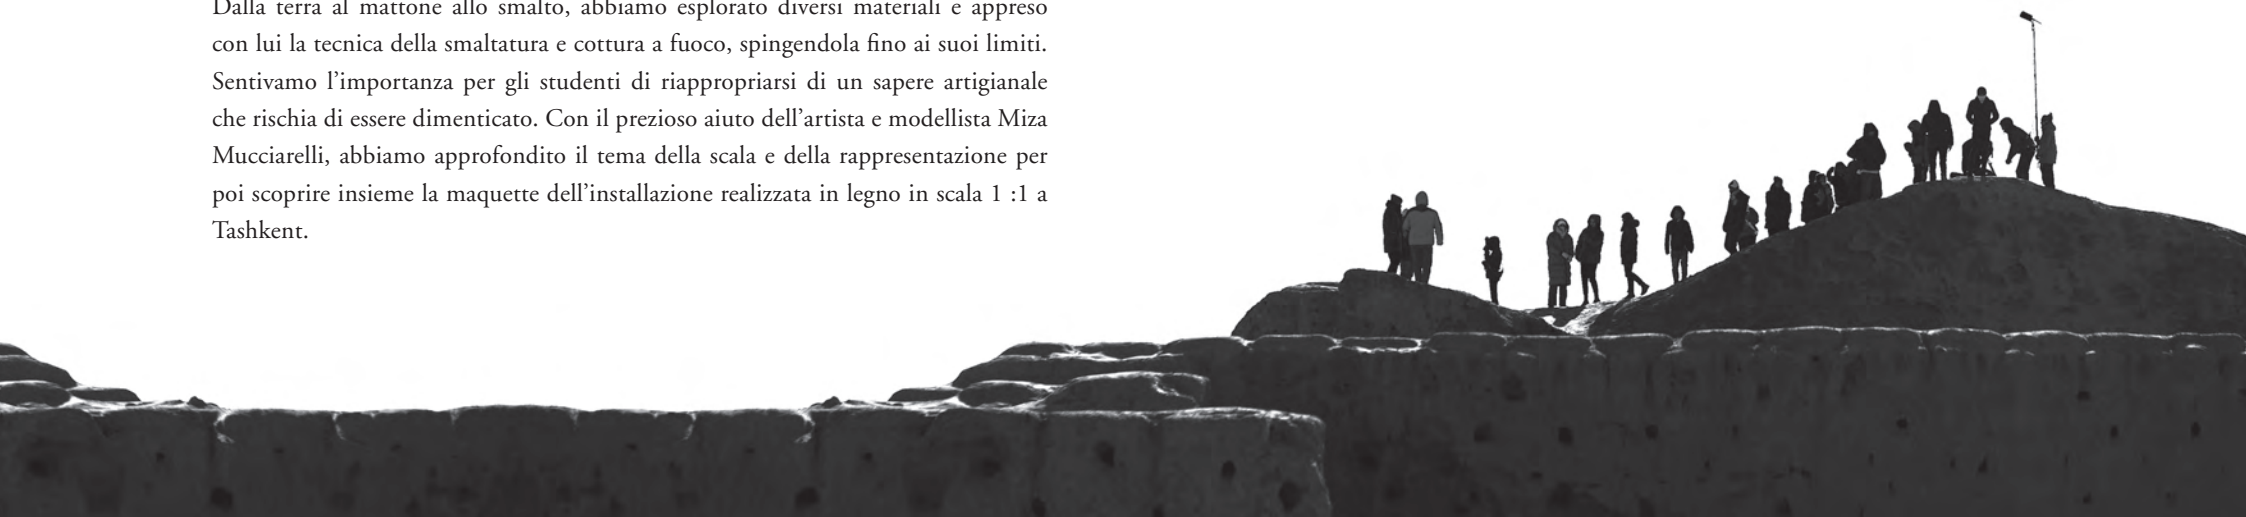 Dalla terra al mattone allo smalto, abbiamo esplorato diversi materiali e appreso
con lui la tecnica della smaltatura e cottura a fuoco, spingendola fino ai suoi limiti.
Sentivamo l’importanza per gli studenti di riappropriarsi di un sapere artigianale
che rischia di essere dimenticato. Con il prezioso aiuto dell’artista e modellista Miza
Mucciarelli, abbiamo approfondito il tema della scala e della rappresentazione per
poi scoprire insieme la maquette dell’installazione realizzata in legno in scala 1 :1 a
Tashkent.